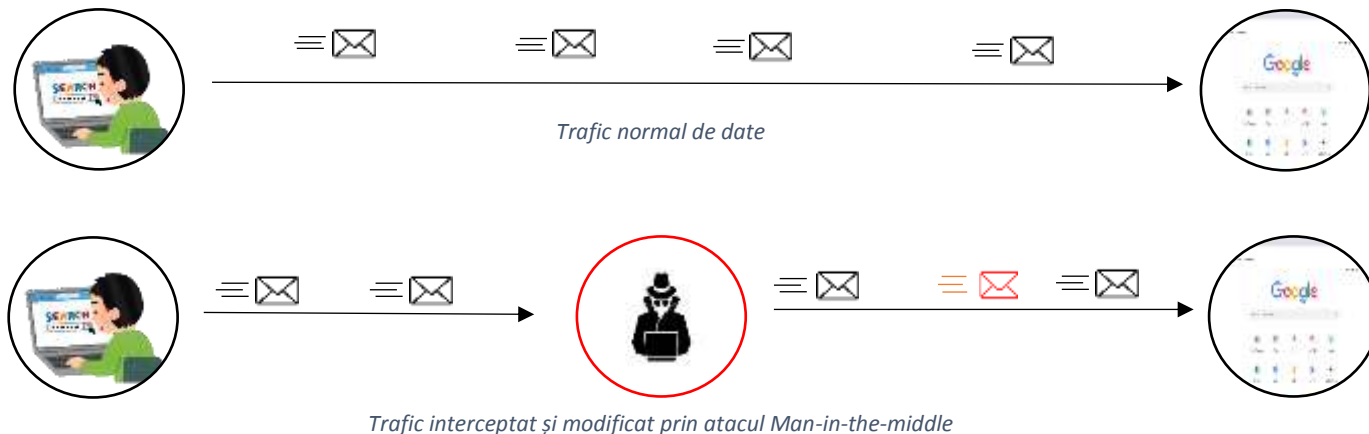 SEARCH
Google
Trafic normal de date
SEARCH
Google
Trafic interceptat și modificat prin atacul Man-in-the-middle